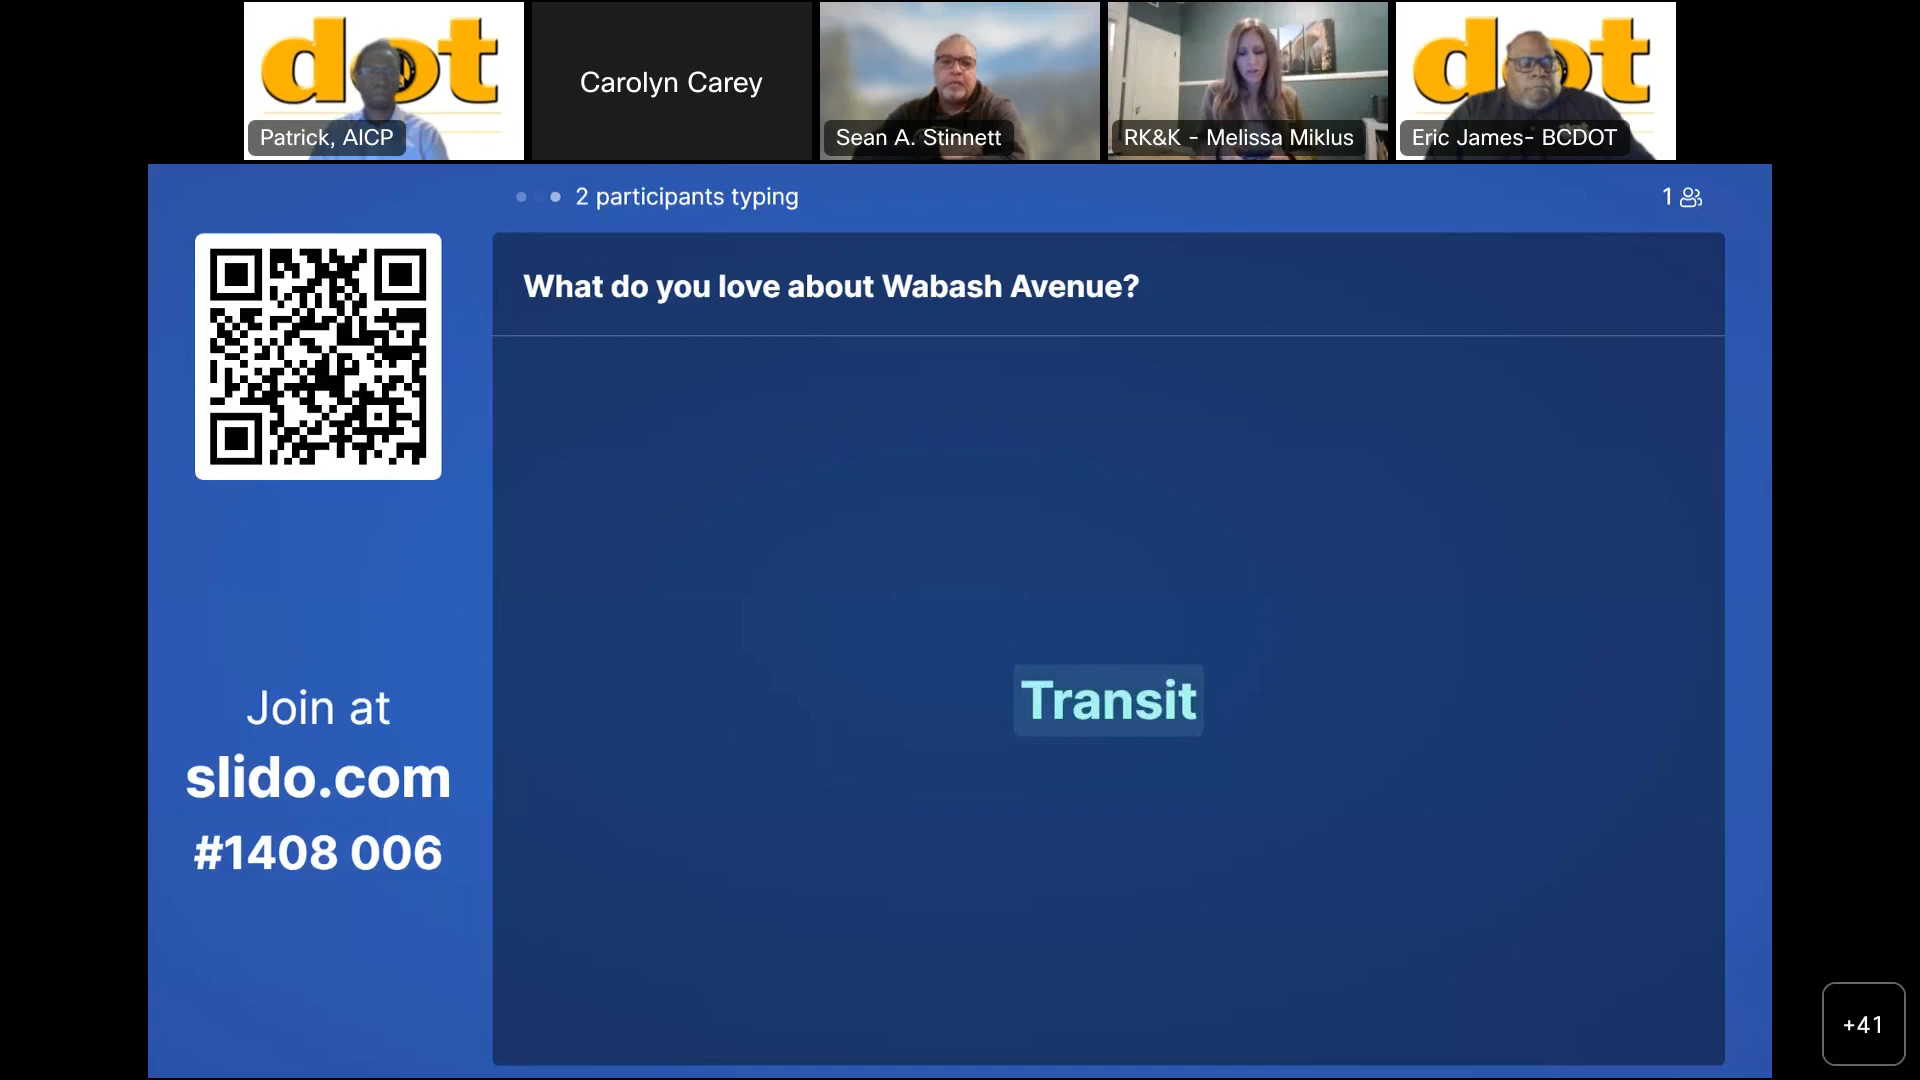 dot
Patrick, AICP
Carolyn Carey
Sean A. Stinnett
RK&K - Melissa Miklus
dot
Eric James- BCDOT
2 participants typing
1
What do you love about Wabash Avenue?
Transit
Join at
slido.com
#1408 006
+41